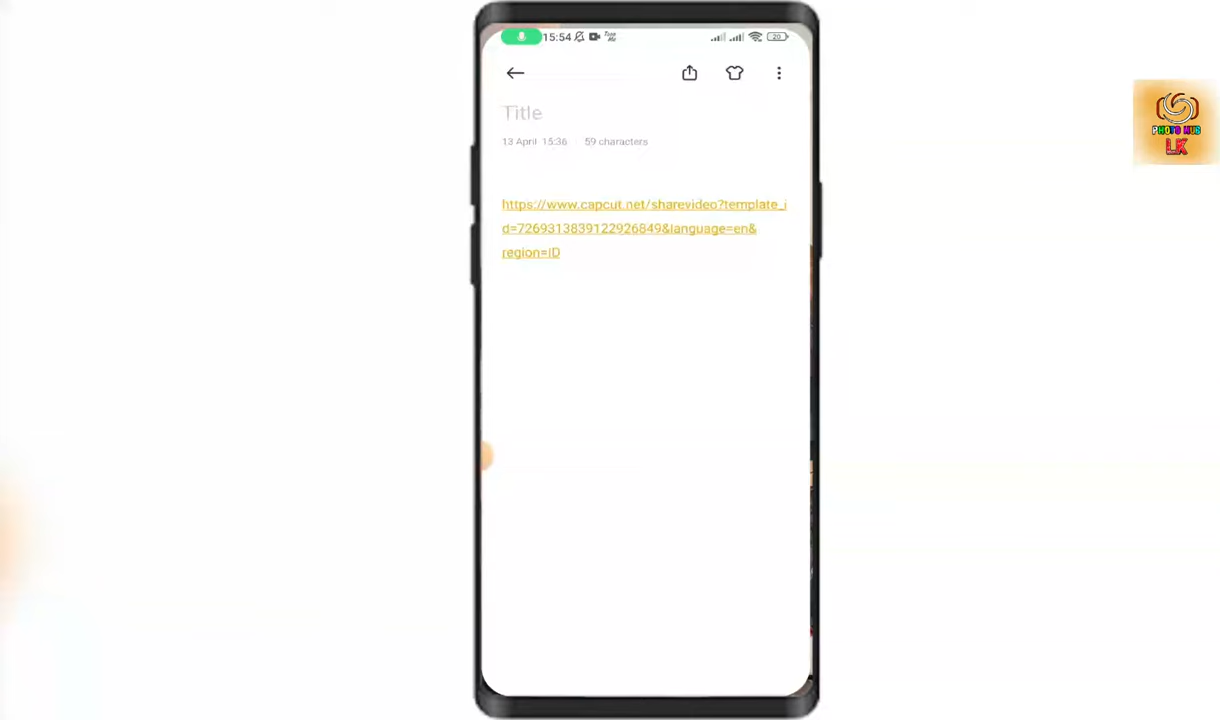 15:54
20
Title
13 April 15:36 59 characters
https://www.capcut.net/sharevideo?template_i
d=7269313839122926849&language=en&
region=ID
PHOTO HUB
LK